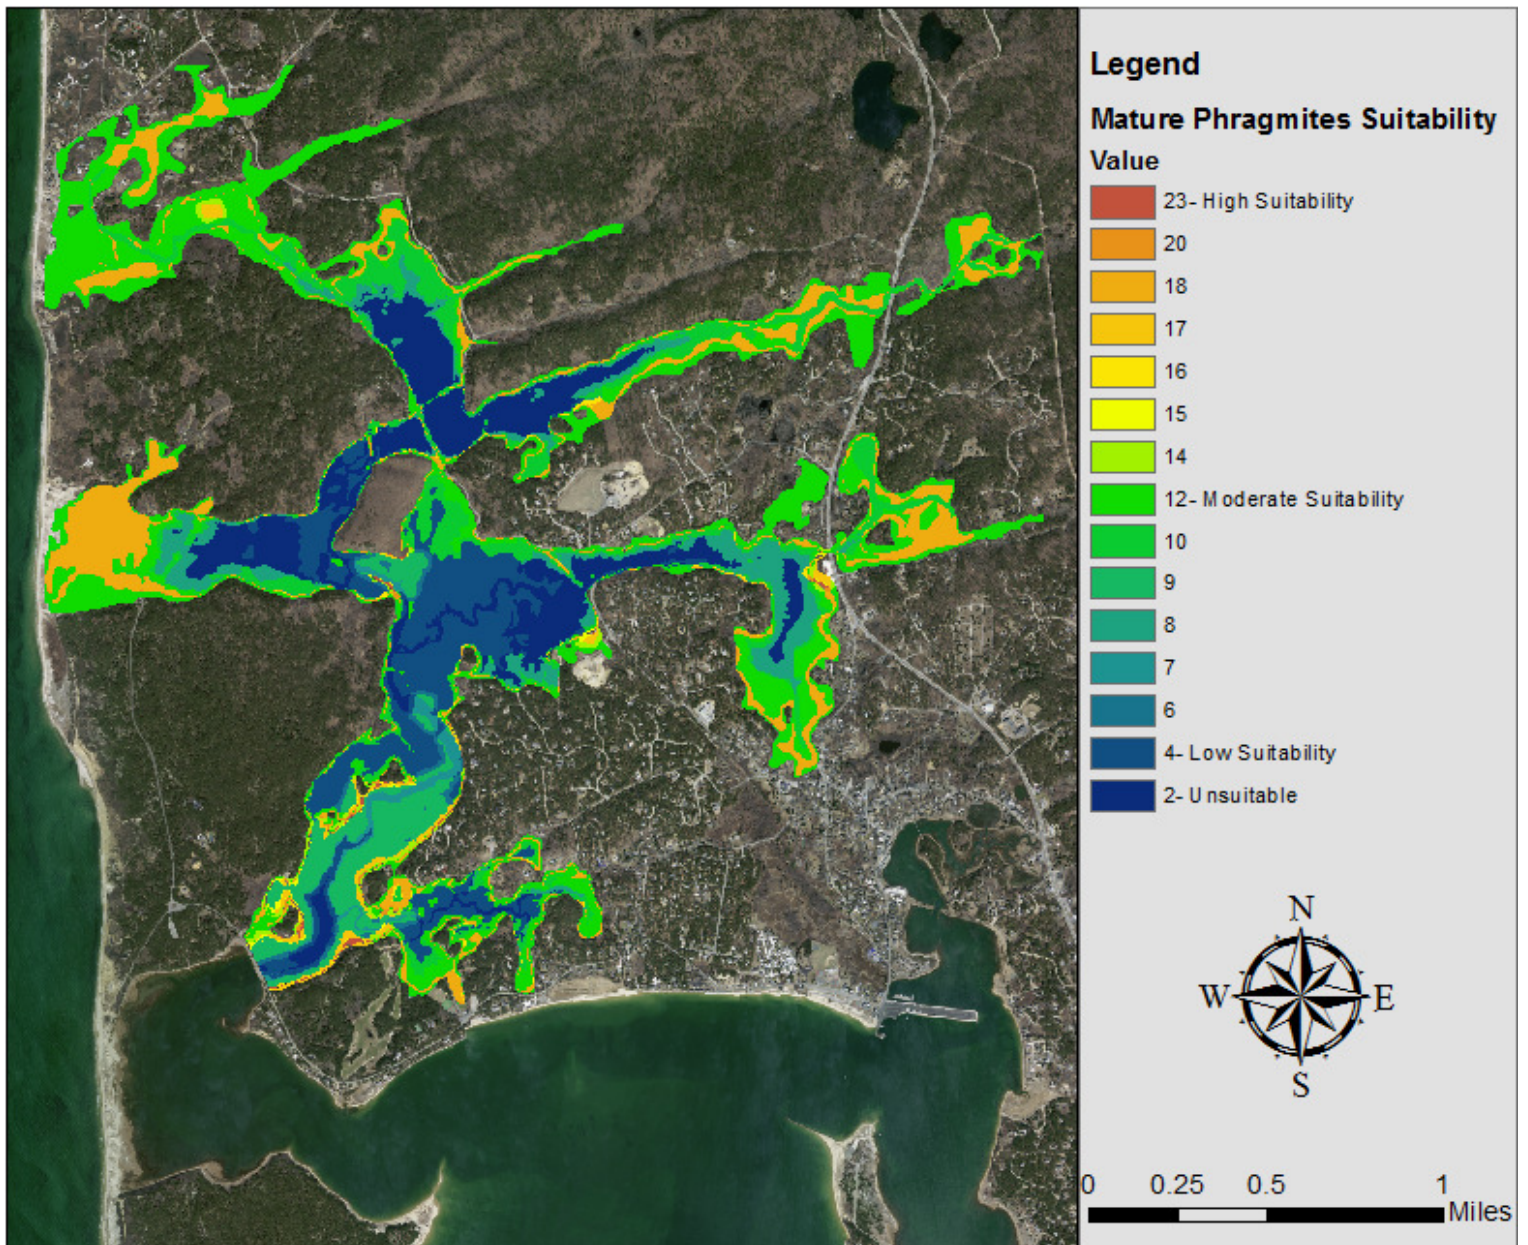 Legend
Mature Phragmites Suitability
Value
23- High Suitability
20
18
17
16
15
14
12- Moderate Suitability
10
9
8
7
6
4- Low Suitability
2- Unsuitable
N
W E
S
0 0.25 0.5 1
Miles